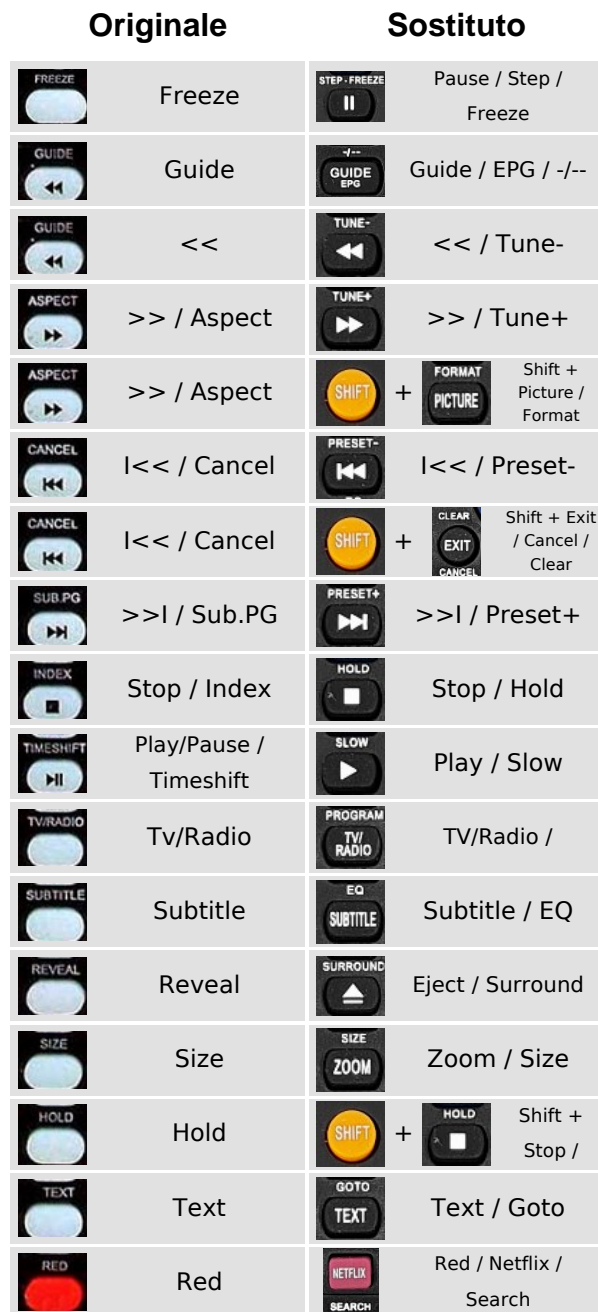 Originale Sostituto
FREEZE Freeze STEP-FREEZE Pause / Step /
Freeze
GUIDE Guide -/-- GUIDE EPG Guide / EPG / -/--
GUIDE << TUNE- << / Tune-
ASPECT >> / Aspect TUNE+ >> / Tune+
ASPECT >> / Aspect SHIFT + FORMAT PICTURE Shift +
Picture /
Format
CANCEL I<< / Cancel PRESET- I<< / Preset-
CANCEL I<< / Cancel SHIFT + CLEAR EXIT CANCEL Shift + Exit
/ Cancel /
Clear
SUB.PG >>I / Sub.PG PRESET+ >>I / Preset+
INDEX Stop / Index HOLD Stop / Hold
TIMESHIFT Play/Pause /
Timeshift SLOW Play / Slow
TV/RADIO Tv/Radio PROGRAM TV/ RADIO TV/Radio /
SUBTITLE Subtitle EQ SUBTITLE Subtitle / EQ
REVEAL Reveal SURROUND Eject / Surround
SIZE Size SIZE ZOOM Zoom / Size
HOLD Hold SHIFT + HOLD Shift +
Stop /
TEXT Text GOTO TEXT Text / Goto
RED Red NETFLIX SEARCH Red / Netflix /
Search